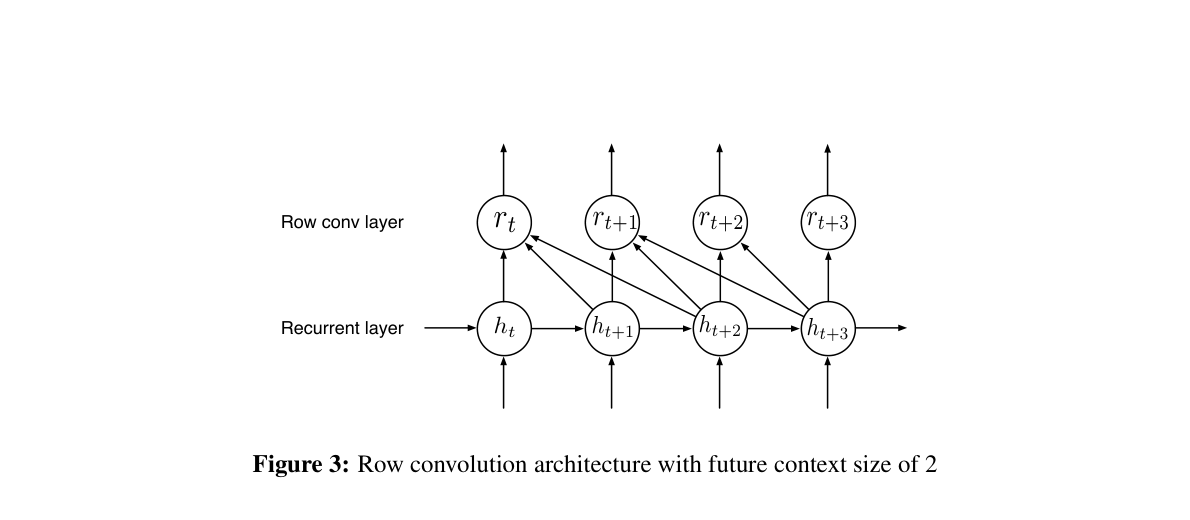 Row conv layer r_t r_{t+1} r_{t+2} r_{t+3}
Recurrent layer h_t h_{t+1} h_{t+2} h_{t+3}
Figure 3: Row convolution architecture with future context size of 2